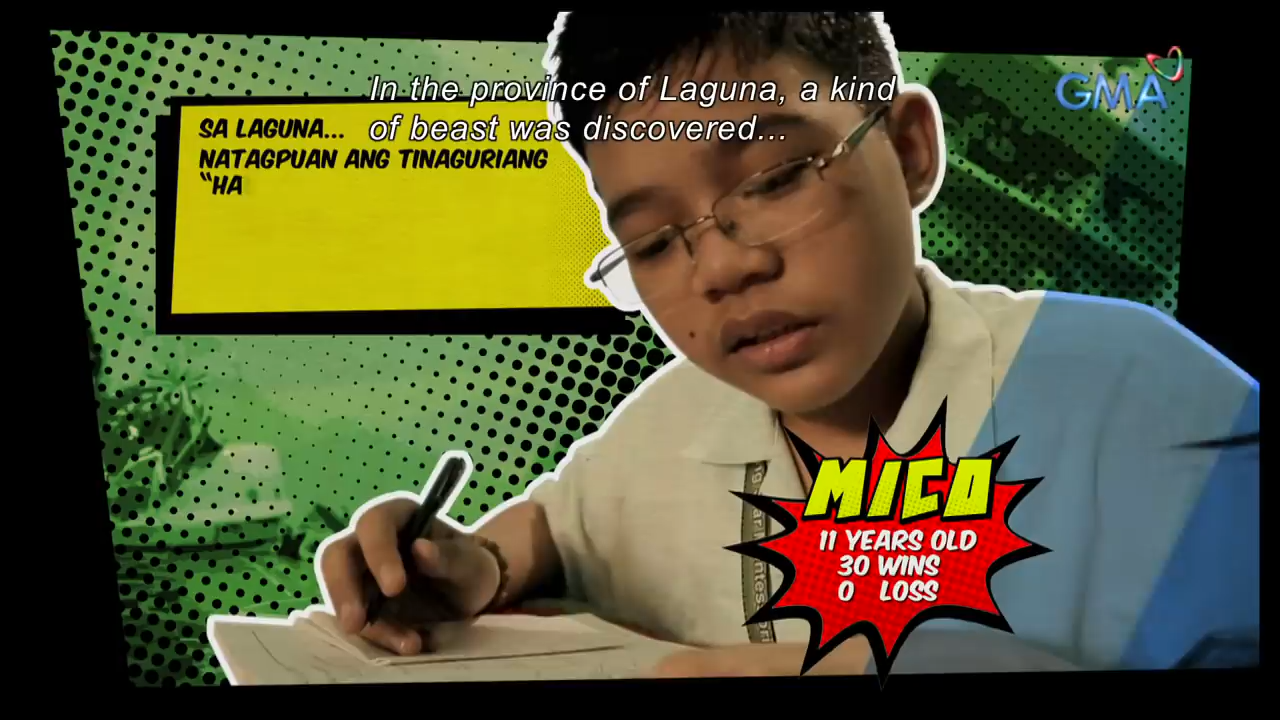 In the province of Laguna, a kind
of beast was discovered...
GMA
SA LAGUNA...
NATAGPUAN ANG TINAGURIANG
"HA
MICO
11 YEARS OLD
30 WINS
0 LOSS